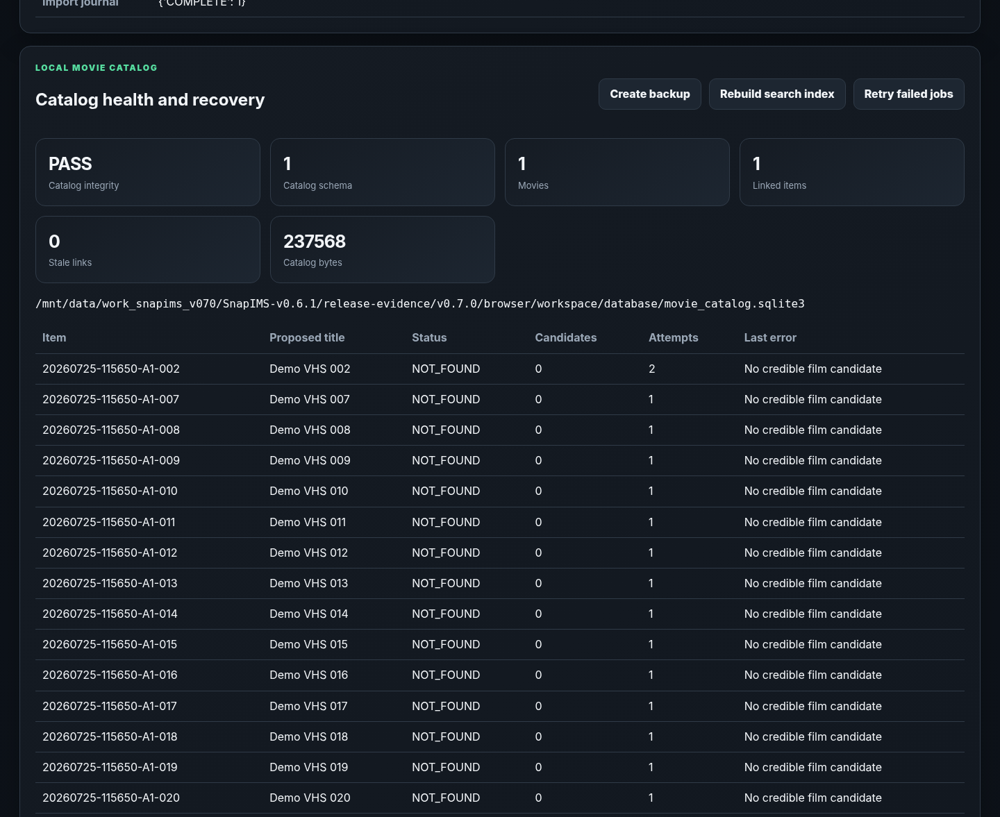 Import journal {'COMPLETE': 1}
LOCAL MOVIE CATALOG
Catalog health and recovery
Create backup Rebuild search index Retry failed jobs
PASS 1 1 1
Catalog integrity Catalog schema Movies Linked items
0 237568
Stale links Catalog bytes
/mnt/data/work_snapims_v070/SnapIMS-v0.6.1/release-evidence/v0.7.0/browser/workspace/database/movie_catalog.sqlite3
Item Proposed title Status Candidates Attempts Last error
20260725-115650-A1-002 Demo VHS 002 NOT_FOUND 0 2 No credible film candidate
20260725-115650-A1-007 Demo VHS 007 NOT_FOUND 0 1 No credible film candidate
20260725-115650-A1-008 Demo VHS 008 NOT_FOUND 0 1 No credible film candidate
20260725-115650-A1-009 Demo VHS 009 NOT_FOUND 0 1 No credible film candidate
20260725-115650-A1-010 Demo VHS 010 NOT_FOUND 0 1 No credible film candidate
20260725-115650-A1-011 Demo VHS 011 NOT_FOUND 0 1 No credible film candidate
20260725-115650-A1-012 Demo VHS 012 NOT_FOUND 0 1 No credible film candidate
20260725-115650-A1-013 Demo VHS 013 NOT_FOUND 0 1 No credible film candidate
20260725-115650-A1-014 Demo VHS 014 NOT_FOUND 0 1 No credible film candidate
20260725-115650-A1-015 Demo VHS 015 NOT_FOUND 0 1 No credible film candidate
20260725-115650-A1-016 Demo VHS 016 NOT_FOUND 0 1 No credible film candidate
20260725-115650-A1-017 Demo VHS 017 NOT_FOUND 0 1 No credible film candidate
20260725-115650-A1-018 Demo VHS 018 NOT_FOUND 0 1 No credible film candidate
20260725-115650-A1-019 Demo VHS 019 NOT_FOUND 0 1 No credible film candidate
20260725-115650-A1-020 Demo VHS 020 NOT_FOUND 0 1 No credible film candidate